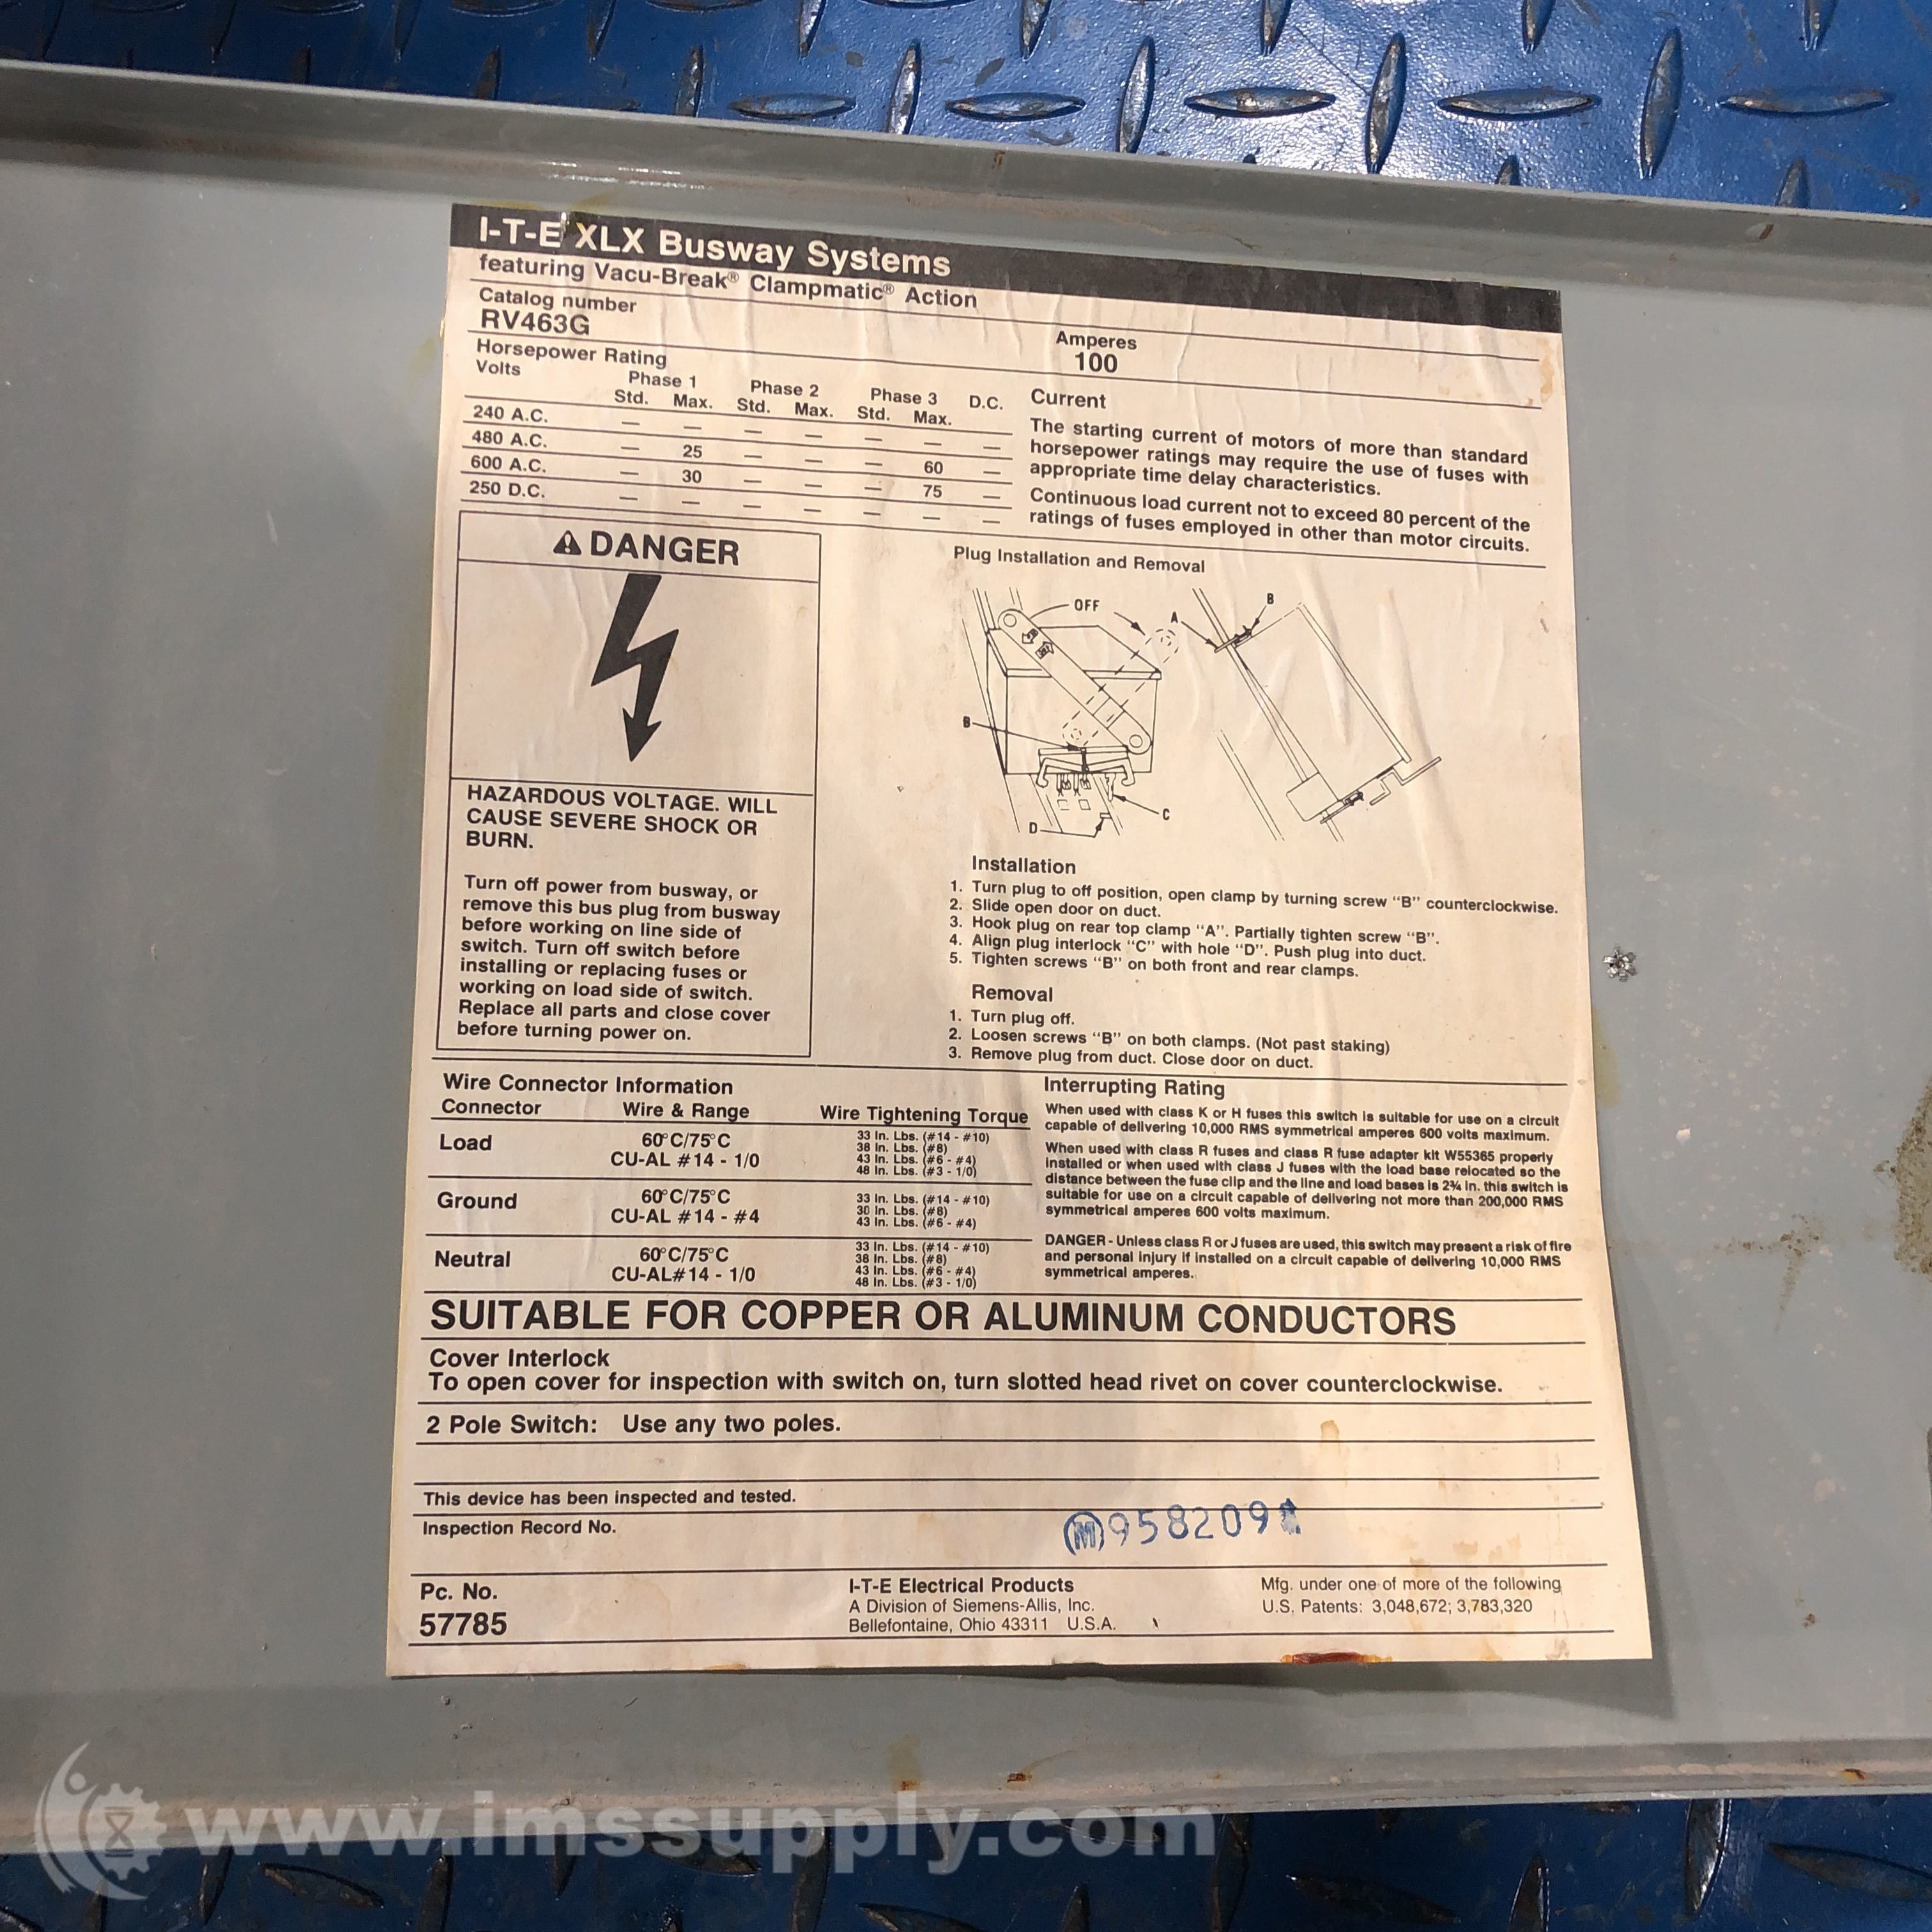 I-T-E XLX Busway Systems
featuring Vacu-Break® Clampmatic® Action
Catalog number
RV463G
Amperes
100
Horsepower Rating
Volts
Phase 1 Phase 2 Phase 3 D.C.
Std. Max. Std. Max. Std. Max.
240 A.C. — — — — — — —
480 A.C. — 25 — — — 60 —
600 A.C. — 30 — — — 75 —
250 D.C. — — — — — — —
Current
The starting current of motors of more than standard
horsepower ratings may require the use of fuses with
appropriate time delay characteristics.
Continuous load current not to exceed 80 percent of the
ratings of fuses employed in other than motor circuits.
⚠ DANGER
HAZARDOUS VOLTAGE. WILL
CAUSE SEVERE SHOCK OR
BURN.
Turn off power from busway, or
remove this bus plug from busway
before working on line side of
switch. Turn off switch before
installing or replacing fuses or
working on load side of switch.
Replace all parts and close cover
before turning power on.
Plug Installation and Removal
OFF
A
B
B
C
D
Installation
1. Turn plug to off position, open clamp by turning screw "B" counterclockwise.
2. Slide open door on duct.
3. Hook plug on rear top clamp "A". Partially tighten screw "B".
4. Align plug interlock "C" with hole "D". Push plug into duct.
5. Tighten screws "B" on both front and rear clamps.
Removal
1. Turn plug off.
2. Loosen screws "B" on both clamps. (Not past staking)
3. Remove plug from duct. Close door on duct.
Wire Connector Information
Connector Wire & Range Wire Tightening Torque
Load
60°C/75°C
CU-AL #14 - 1/0
33 In. Lbs. (#14 - #10)
38 In. Lbs. (#8)
43 In. Lbs. (#6 - #4)
48 In. Lbs. (#3 - 1/0)
Ground
60°C/75°C
CU-AL #14 - #4
33 In. Lbs. (#14 - #10)
30 In. Lbs. (#8)
43 In. Lbs. (#6 - #4)
Neutral
60°C/75°C
CU-AL#14 - 1/0
33 In. Lbs. (#14 - #10)
38 In. Lbs. (#8)
43 In. Lbs. (#6 - #4)
48 In. Lbs. (#3 - 1/0)
Interrupting Rating
When used with class K or H fuses this switch is suitable for use on a circuit
capable of delivering 10,000 RMS symmetrical amperes 600 volts maximum.
When used with class R fuses and class R fuse adapter kit W55365 properly
installed or when used with class J fuses with the load base relocated so the
distance between the fuse clip and the line and load bases is 2¾ in. this switch is
suitable for use on a circuit capable of delivering not more than 200,000 RMS
symmetrical amperes 600 volts maximum.
DANGER - Unless class R or J fuses are used, this switch may present a risk of fire
and personal injury if installed on a circuit capable of delivering 10,000 RMS
symmetrical amperes.
SUITABLE FOR COPPER OR ALUMINUM CONDUCTORS
Cover Interlock
To open cover for inspection with switch on, turn slotted head rivet on cover counterclockwise.
2 Pole Switch: Use any two poles.
This device has been inspected and tested.
Inspection Record No.
Pc. No.
57785
I-T-E Electrical Products
A Division of Siemens-Allis, Inc.
Bellefontaine, Ohio 43311 U.S.A.
Mfg. under one of more of the following
U.S. Patents: 3,048,672; 3,783,320
www.imssupply.com